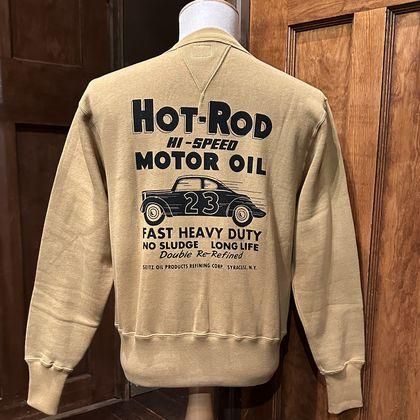 HOT-ROD
HI-SPEED
MOTOR OIL
23
FAST HEAVY DUTY
NO SLUDGE LONG LIFE
Double Re-Refined
SEITZ OIL PRODUCTS REFINING CORP. SYRACUSE, N.Y.